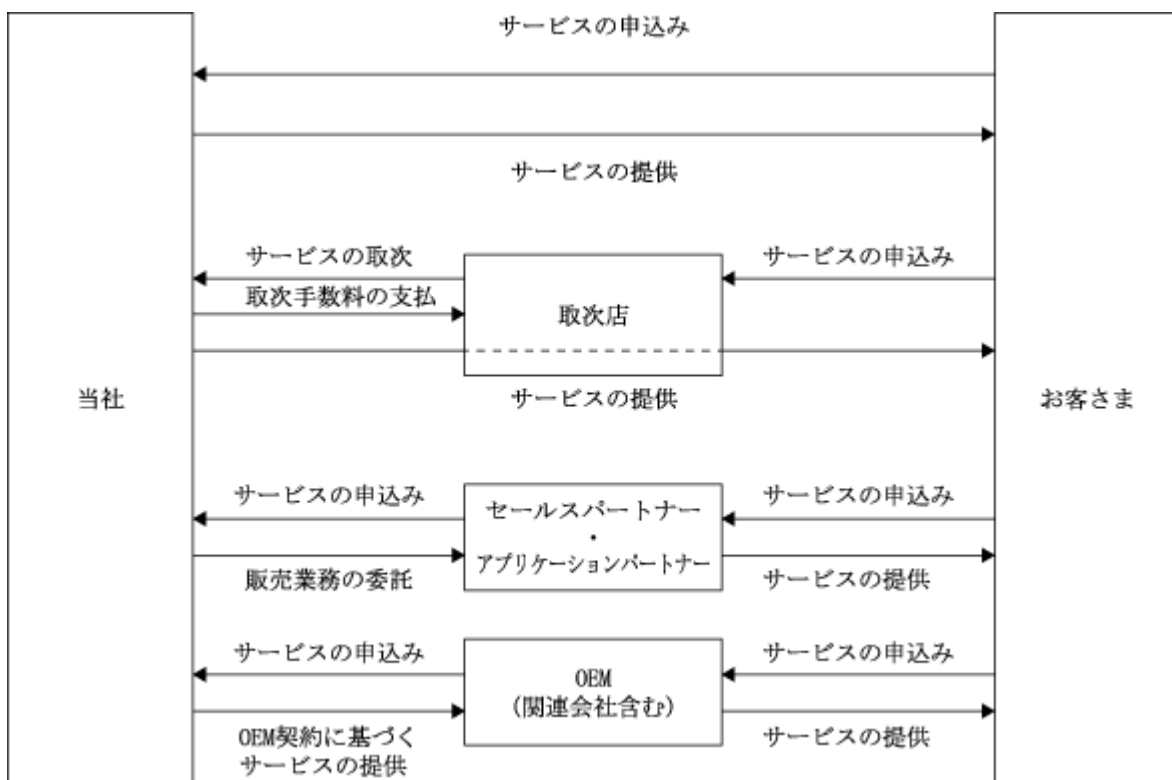 サービスの申込み
サービスの提供
サービスの取次
サービスの申込み
取次手数料の支払
取次店
サービスの提供
当社
お客さま
サービスの申込み
セールスパートナー
・
アプリケーションパートナー
サービスの申込み
販売業務の委託
サービスの提供
サービスの申込み
OEM
(関連会社含む)
サービスの申込み
OEM契約に基づく
サービスの提供
サービスの提供